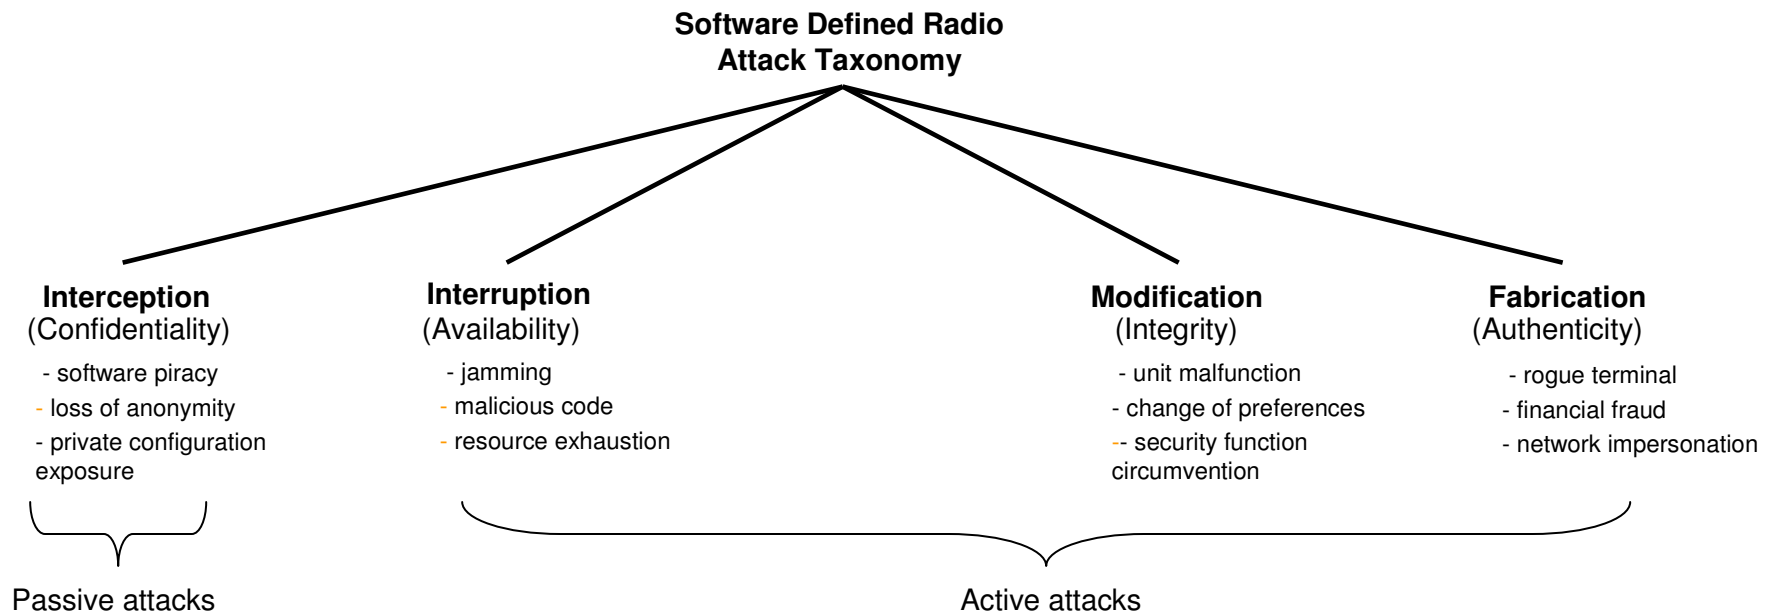 Software Defined Radio
Attack Taxonomy
Interception
(Confidentiality)
- software piracy
- loss of anonymity
- private configuration
exposure
Interruption
(Availability)
- jamming
- malicious code
- resource exhaustion
Modification
(Integrity)
- unit malfunction
- change of preferences
-- security function
circumvention
Fabrication
(Authenticity)
- rogue terminal
- financial fraud
- network impersonation
Passive attacks
Active attacks